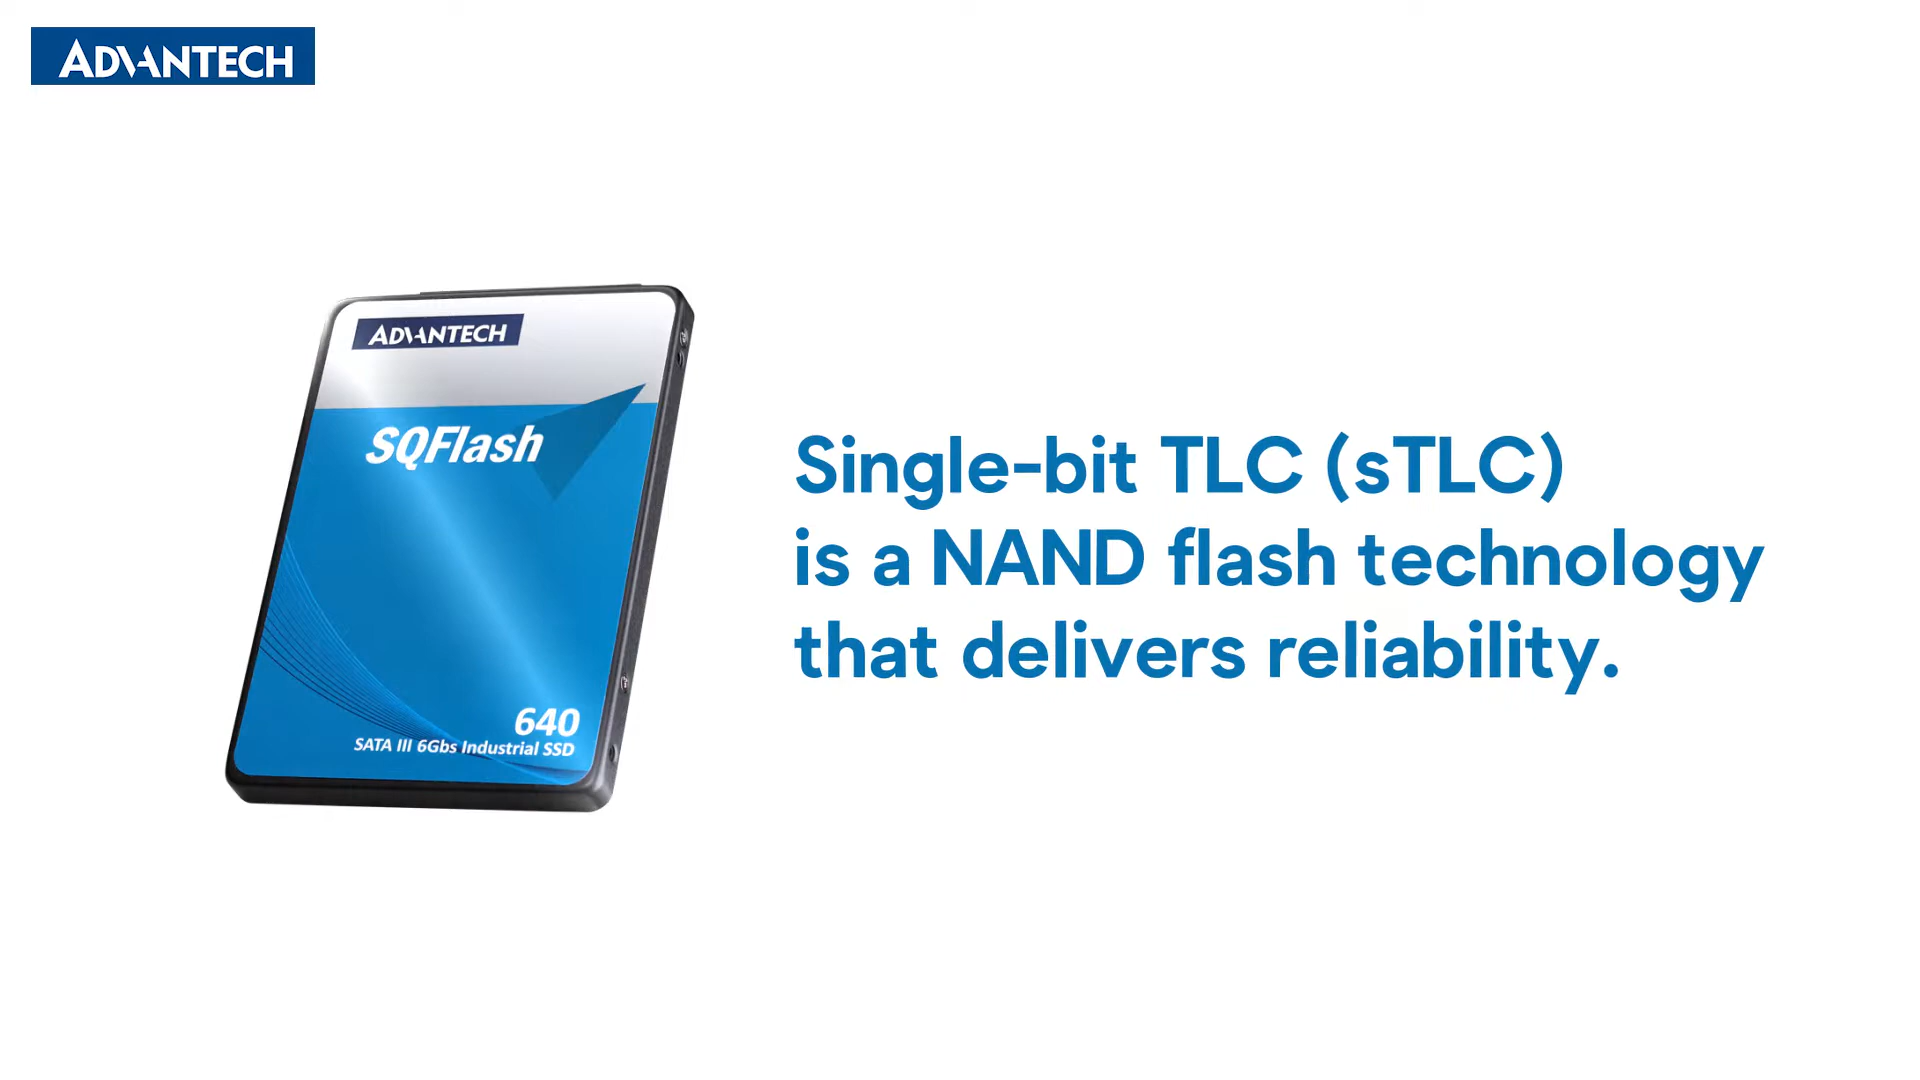 ADVANTECH
ADVANTECH
SQFlash
640
SATA III 6Gbs Industrial SSD
Single-bit TLC (sTLC)
is a NAND flash technology
that delivers reliability.